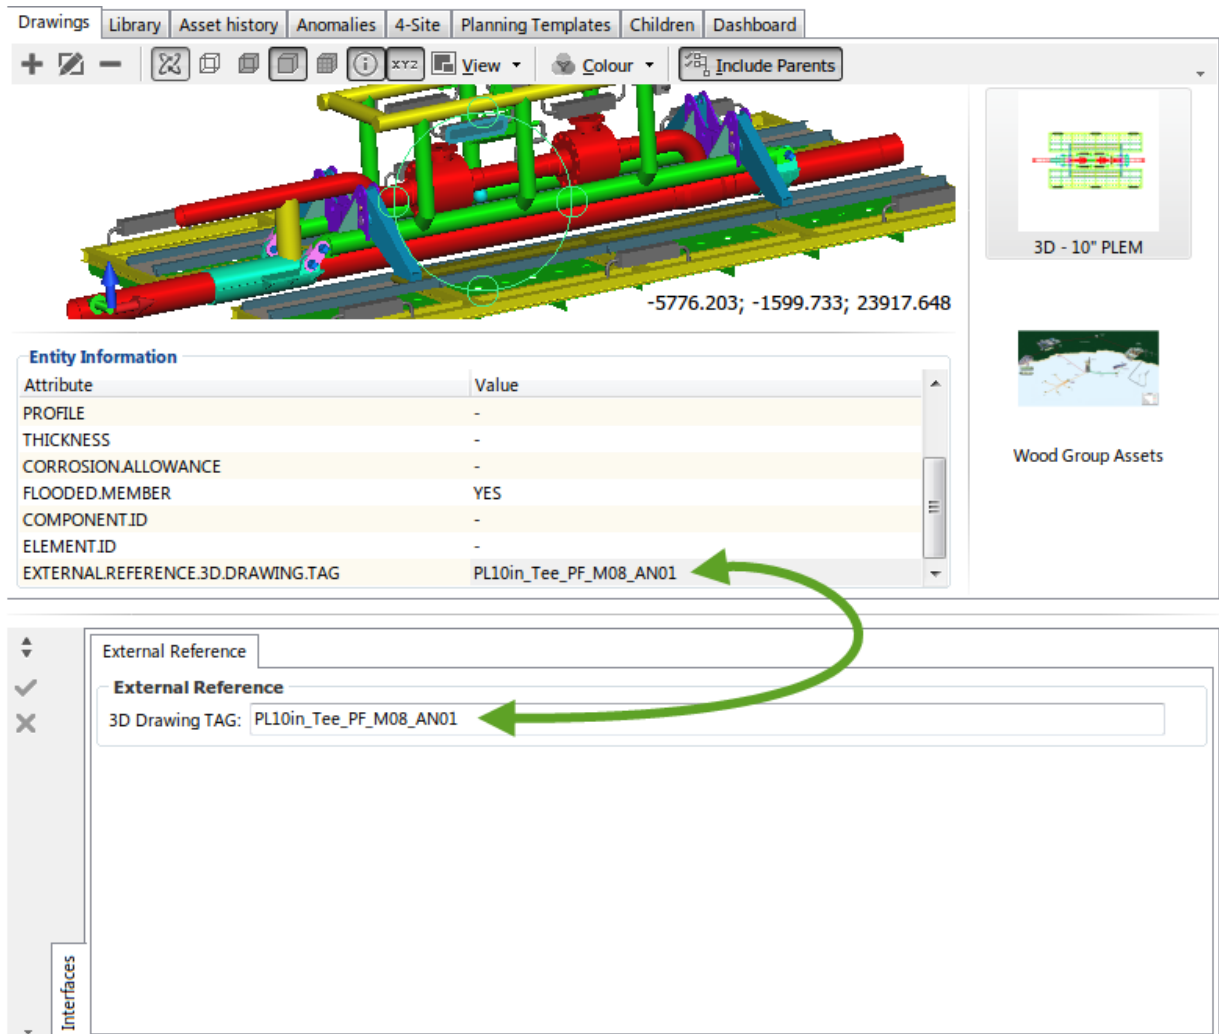 Drawings Library Asset history Anomalies 4-Site Planning Templates Children Dashboard
XYZ View Colour Include Parents
3D - 10" PLEM
-5776.203; -1599.733; 23917.648
Wood Group Assets
Entity Information
Attribute Value
PROFILE -
THICKNESS -
CORROSION.ALLOWANCE -
FLOODED.MEMBER YES
COMPONENT.ID -
ELEMENT.ID -
EXTERNAL.REFERENCE.3D.DRAWING.TAG PL10in_Tee_PF_M08_AN01
External Reference
External Reference
3D Drawing TAG: PL10in_Tee_PF_M08_AN01
Interfaces